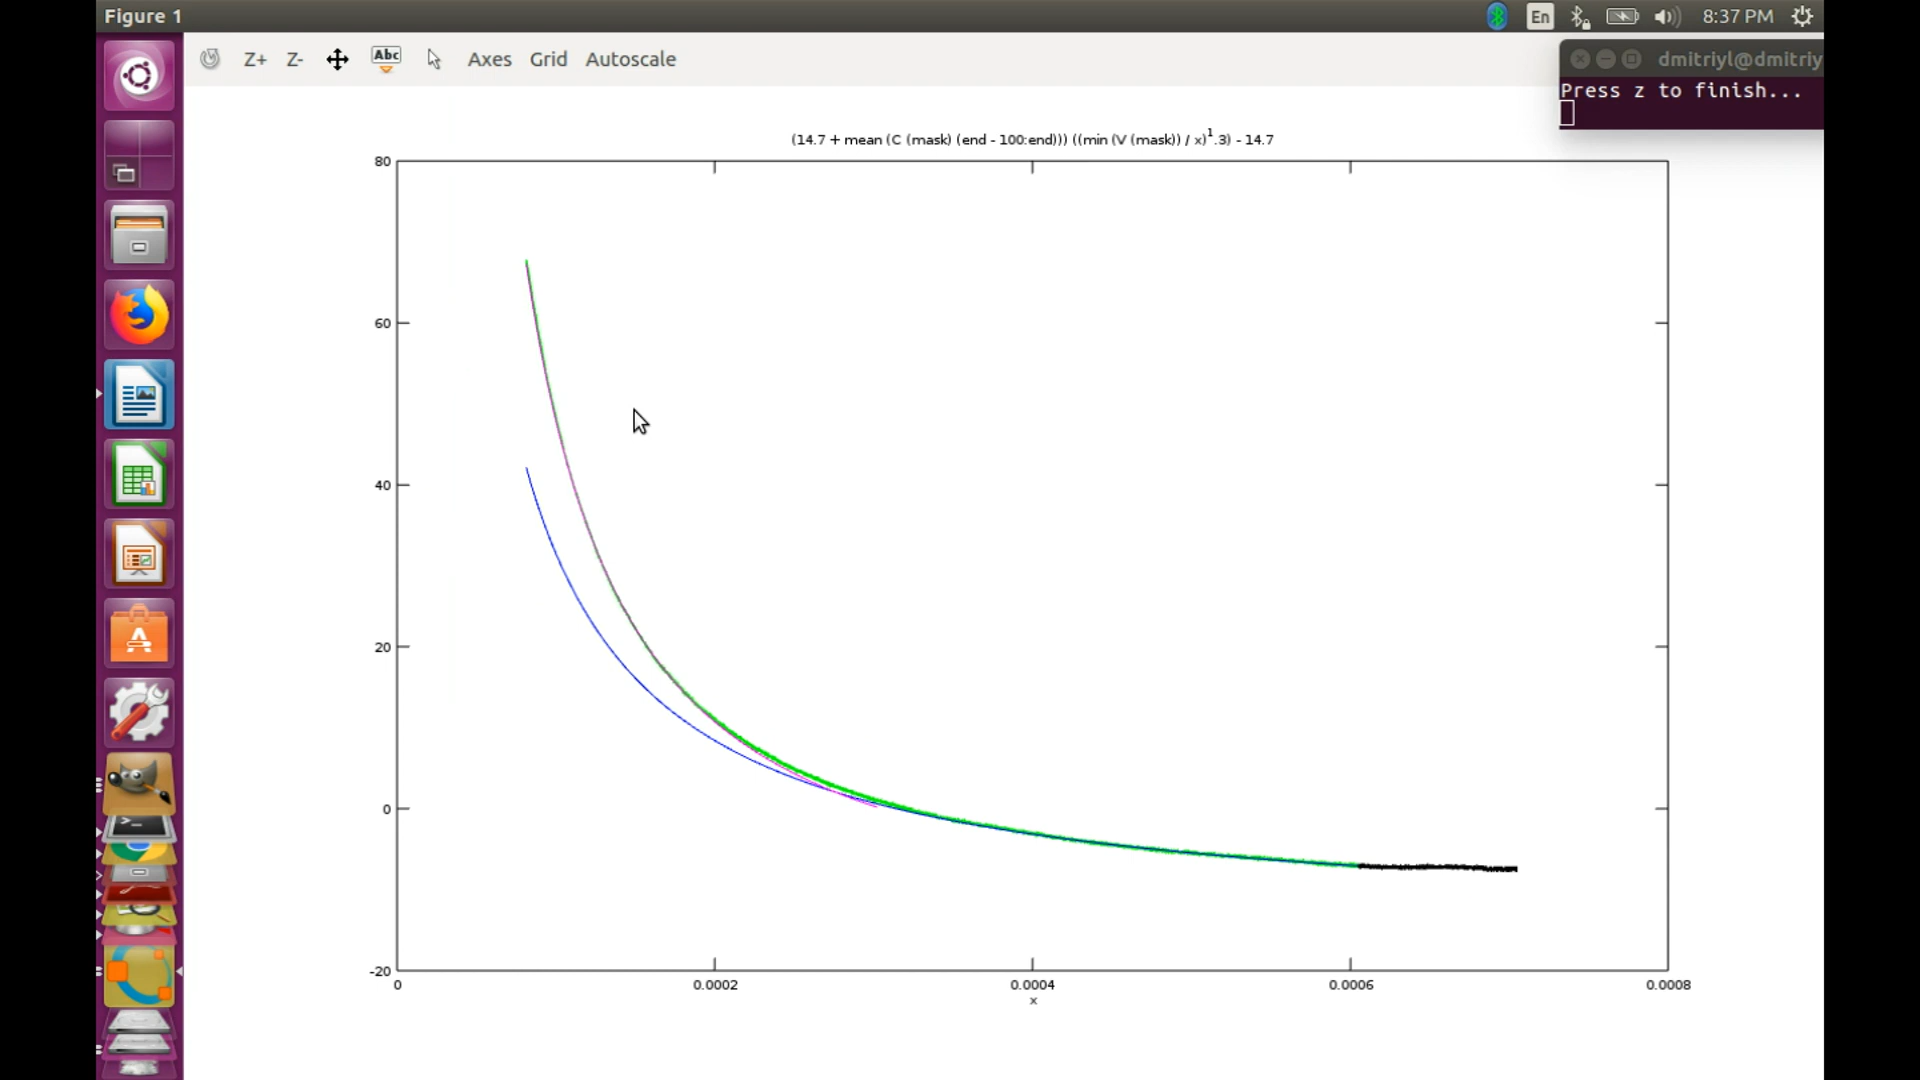 Figure 1
En
8:37 PM
Z+ Z- Abc Axes Grid Autoscale
dmitriyl@dmitriy
Press z to finish...
(14.7 + mean (C (mask) (end - 100:end))) ((min (V (mask)) / x)^1.3) - 14.7
80
60
40
20
0
-20
0 0.0002 0.0004 0.0006 0.0008
x